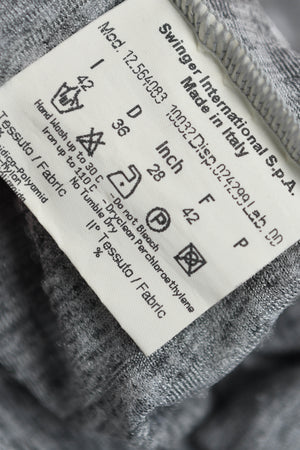 Swinger International S.p.A.
Made in Italy
10032.Disp.024299.Lab.00
Mod. 12.564083
I D Inch F P
42 36 28 42
P
Hand Wash up to 30 C - Do not Bleach
Iron up to 110 C - Dryclean Perchloroethylene
No Tumble Dry
Tessuto / Fabric
II° Tessuto / Fabric
%